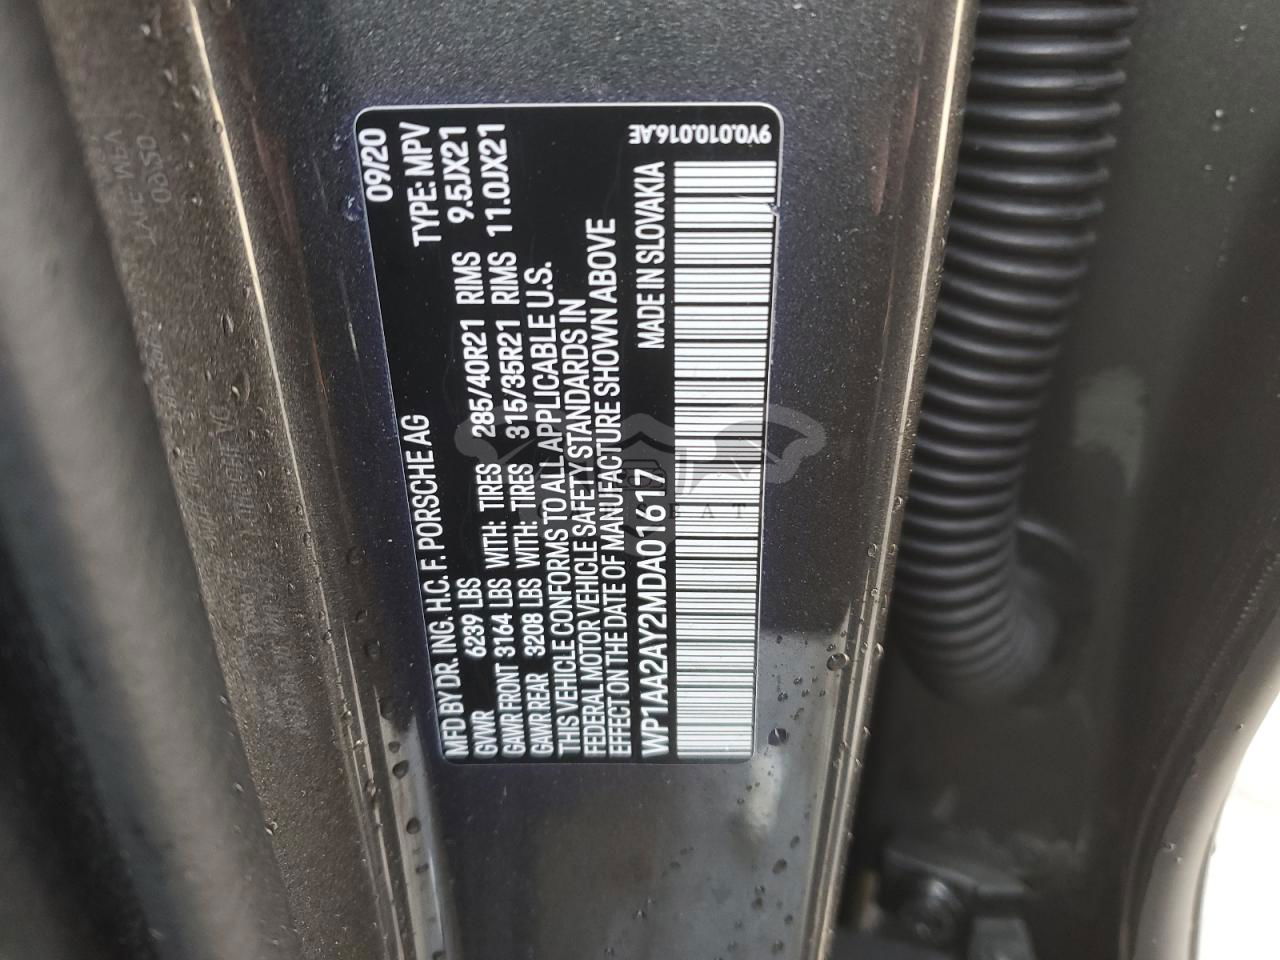 09/20
TYPE: MPV
MFD BY DR. ING. H.C. F. PORSCHE AG
GVWR 6239 LBS
GAWR FRONT 3164 LBS WITH: TIRES 285/40R21 RIMS 9.5JX21
GAWR REAR 3208 LBS WITH: TIRES 315/35R21 RIMS 11.0JX21
THIS VEHICLE CONFORMS TO ALL APPLICABLE U.S.
FEDERAL MOTOR VEHICLE SAFETY STANDARDS IN
EFFECT ON THE DATE OF MANUFACTURE SHOWN ABOVE
WP1AA2AY2MDA01617 MADE IN SLOVAKIA
9Y0.010.016.AE